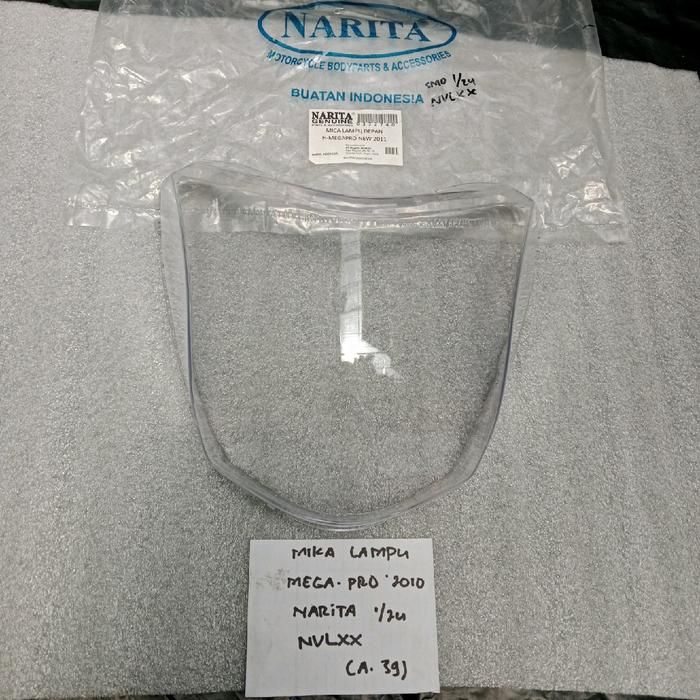 NARITA
MOTORCYCLE BODYPARTS & ACCESSORIES
BUATAN INDONESIA
SMO 1/24
NVLXX
NARITA
GENUINE
MICA LAMPU DEPAN
H-MEGAPRO NEW 2011
MIKA LAMPU
MEGA-PRO '2010
NARITA 1/24
NVLXX
(A.39)